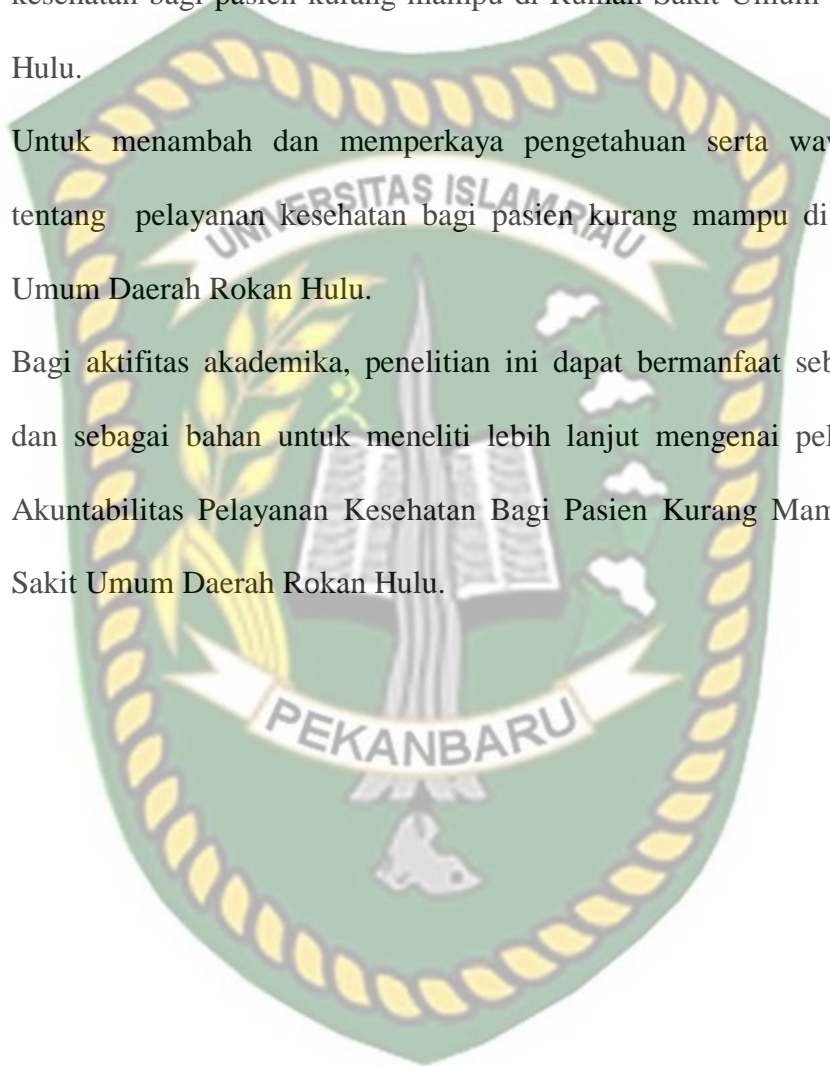 kesehatan bagi pasien kurang mampu di Rumah Sakit Umum
Hulu.
Untuk menambah dan memperkaya pengetahuan serta
tentang pelayanan kesehatan bagi pasien kurang mampu di
Umum Daerah Rokan Hulu.
Bagi aktifitas akademika, penelitian ini dapat bermanfaat
dan sebagai bahan untuk meneliti lebih lanjut mengenai
Akuntabilitas Pelayanan Kesehatan Bagi Pasien Kurang
Sakit Umum Daerah Rokan Hulu.
UNIVERSITAS ISLAM RIAU
PEKANBARU